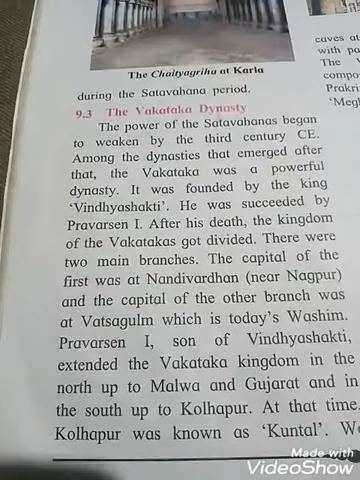 The Chaityagriha at Karla
during the Satavahana period.
9.3 The Vakataka Dynasty
The power of the Satavahanas began
to weaken by the third century CE.
Among the dynasties that emerged after
that, the Vakataka was a powerful
dynasty. It was founded by the king
‘Vindhyashakti’. He was succeeded by
Pravarsen I. After his death, the kingdom
of the Vakatakas got divided. There were
two main branches. The capital of the
first was at Nandivardhan (near Nagpur)
and the capital of the other branch was
at Vatsagulm which is today's Washim.
Pravarsen I, son of Vindhyashakti,
extended the Vakataka kingdom in the
north up to Malwa and Gujarat and in
the south up to Kolhapur. At that time,
Kolhapur was known as ‘Kuntal’. We
caves at
with pa
The
compo
Prakri
‘Megh
Made with
VideoShow